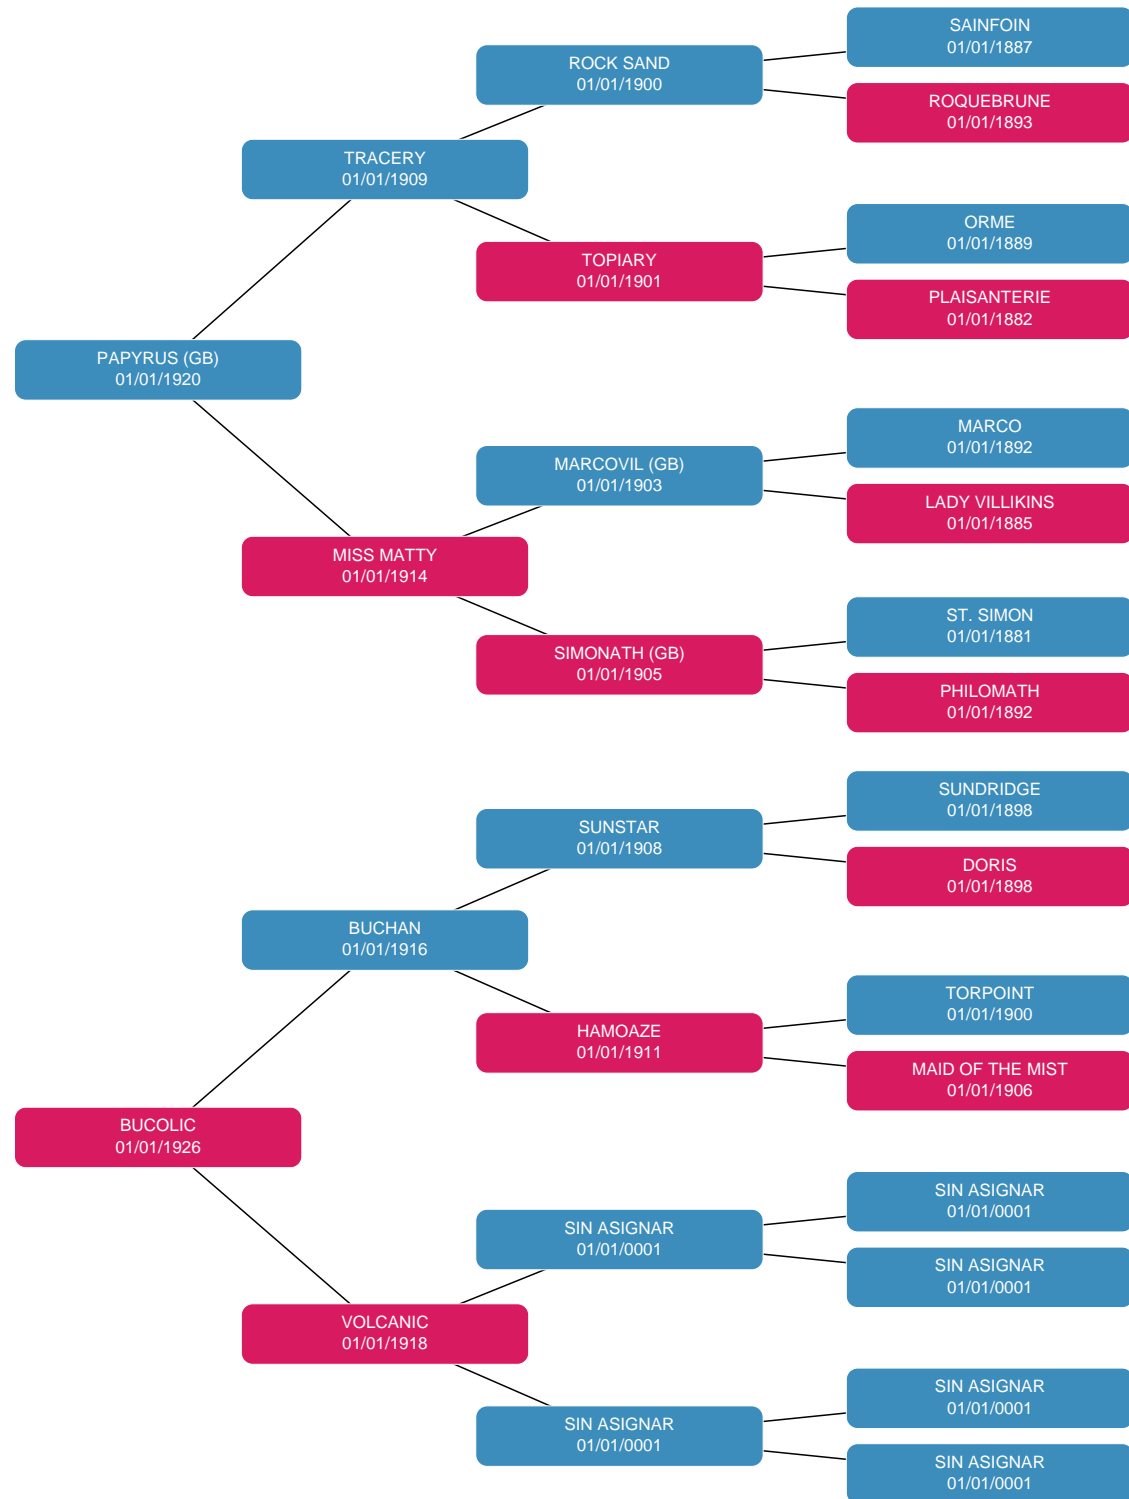 SAINFOIN
01/01/1887
ROCK SAND
01/01/1900
ROQUEBRUNE
01/01/1893
TRACERY
01/01/1909
ORME
01/01/1889
TOPIARY
01/01/1901
PLAISANTERIE
01/01/1882
PAPYRUS (GB)
01/01/1920
MARCO
01/01/1892
MARCOVIL (GB)
01/01/1903
LADY VILLIKINS
01/01/1885
MISS MATTY
01/01/1914
ST. SIMON
01/01/1881
SIMONATH (GB)
01/01/1905
PHILOMATH
01/01/1892
SUNDRIDGE
01/01/1898
SUNSTAR
01/01/1908
DORIS
01/01/1898
BUCHAN
01/01/1916
TORPOINT
01/01/1900
HAMOAZE
01/01/1911
MAID OF THE MIST
01/01/1906
BUCOLIC
01/01/1926
SIN ASIGNAR
01/01/0001
SIN ASIGNAR
01/01/0001
SIN ASIGNAR
01/01/0001
VOLCANIC
01/01/1918
SIN ASIGNAR
01/01/0001
SIN ASIGNAR
01/01/0001
SIN ASIGNAR
01/01/0001